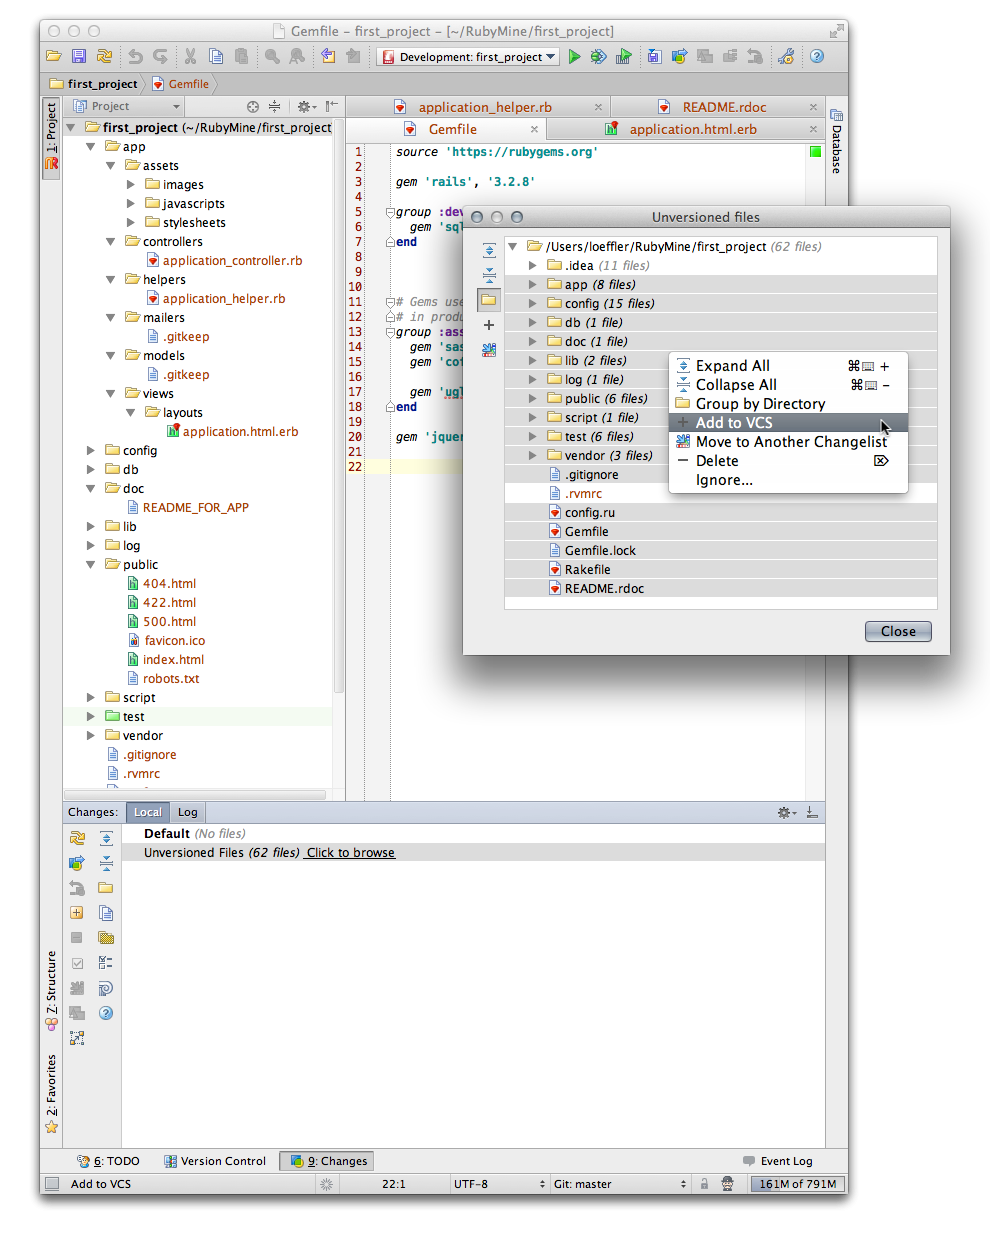 Gemfile – first_project – [~/RubyMine/first_project]
Development: first_project
first_project
Gemfile
1: Project
Project
first_project (~/RubyMine/first_project
app
assets
images
javascripts
stylesheets
controllers
application_controller.rb
helpers
application_helper.rb
mailers
.gitkeep
models
.gitkeep
views
layouts
application.html.erb
config
db
doc
README_FOR_APP
lib
log
public
404.html
422.html
500.html
favicon.ico
index.html
robots.txt
script
test
vendor
.gitignore
.rvmrc
application_helper.rb
README.rdoc
Gemfile
application.html.erb
Database
1 source 'https://rubygems.org'
2
3 gem 'rails', '3.2.8'
4
5 group :dev
6 gem 'sql
7 end
8
9
10
11 # Gems use
12 # in produ
13 group :ass
14 gem 'sas
15 gem 'cof
16
17 gem 'ugl
18 end
19
20 gem 'jquer
21
22
Unversioned files
/Users/loeffler/RubyMine/first_project (62 files)
.idea (11 files)
app (8 files)
config (15 files)
db (1 file)
doc (1 file)
lib (2 files)
log (1 file)
public (6 files)
script (1 file)
test (6 files)
vendor (3 files)
.gitignore
.rvmrc
config.ru
Gemfile
Gemfile.lock
Rakefile
README.rdoc
Expand All ⌘ +
Collapse All ⌘ –
Group by Directory
Add to VCS
Move to Another Changelist
Delete ⌦
Ignore...
Close
Changes: Local Log
Default (No files)
Unversioned Files (62 files) Click to browse
Z: Structure
2: Favorites
6: TODO
Version Control
9: Changes
Event Log
Add to VCS
22:1
UTF-8
Git: master
161M of 791M